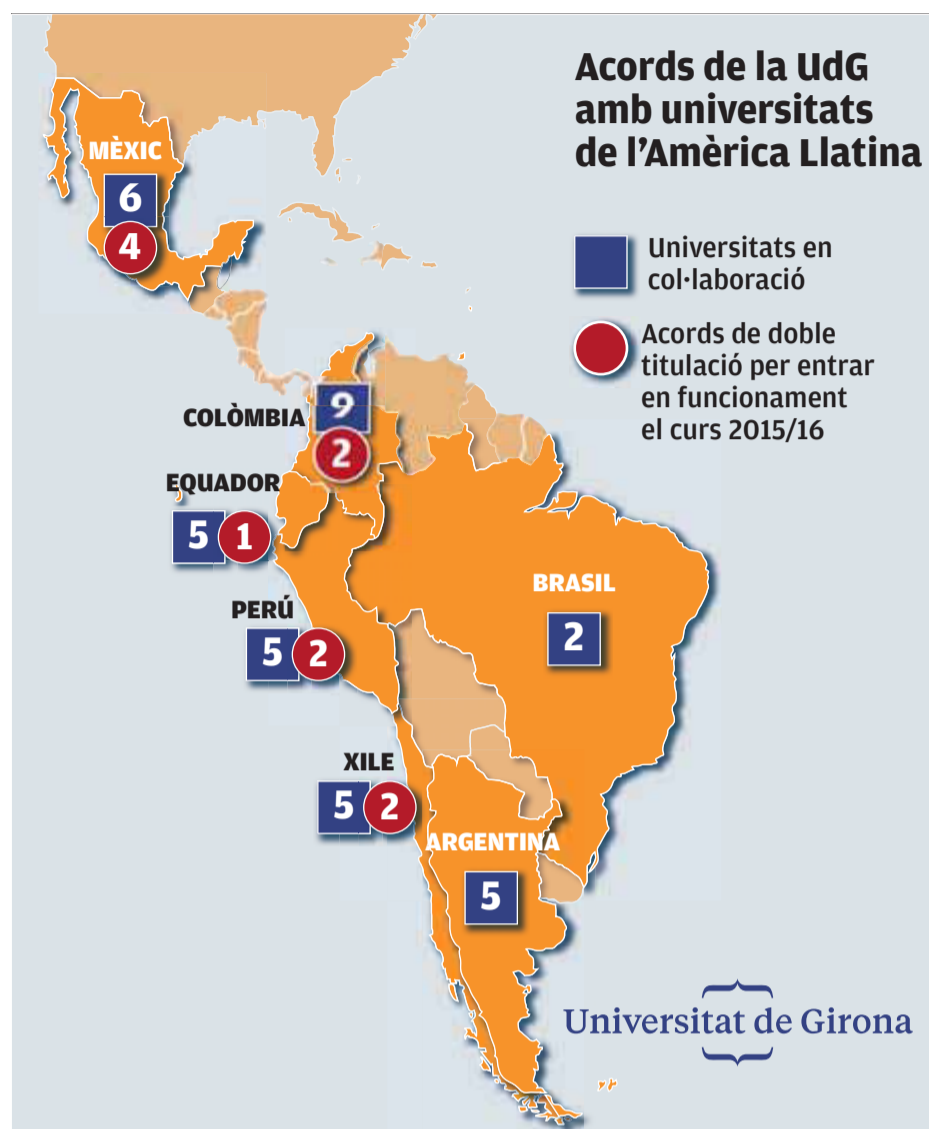 Acords de la UdG
amb universitats
de l'Amèrica Llatina
Universitats en
col·laboració
Acords de doble
titulació per entrar
en funcionament
el curs 2015/16
MÈXIC
6
4
COLÒMBIA
9
2
EQUADOR
5
1
PERÚ
5
2
BRASIL
2
XILE
5
2
ARGENTINA
5
Universitat de Girona